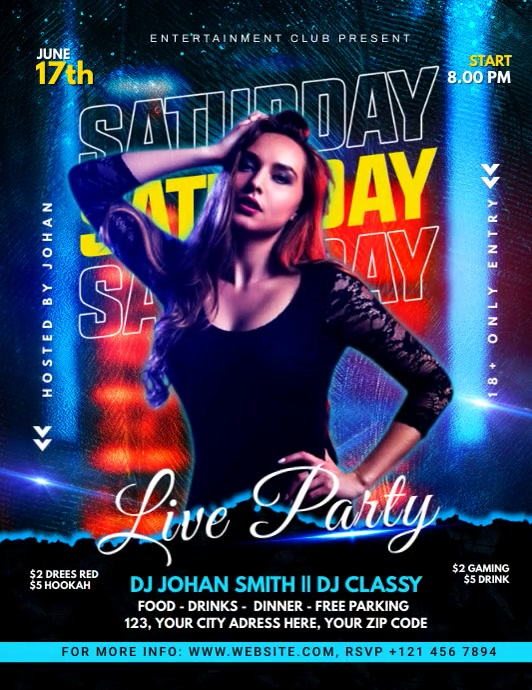 ENTERTAINMENT CLUB PRESENT
JUNE
17th
START
8.00 PM
SATURDAY
SATURDAY
SATURDAY
HOSTED BY JOHAN
18+ ONLY ENTRY
Live Party
$2 DREES RED
$5 HOOKAH
$2 GAMING
$5 DRINK
DJ JOHAN SMITH || DJ CLASSY
FOOD - DRINKS - DINNER - FREE PARKING
123, YOUR CITY ADRESS HERE, YOUR ZIP CODE
FOR MORE INFO: WWW.WEBSITE.COM, RSVP +121 456 7894